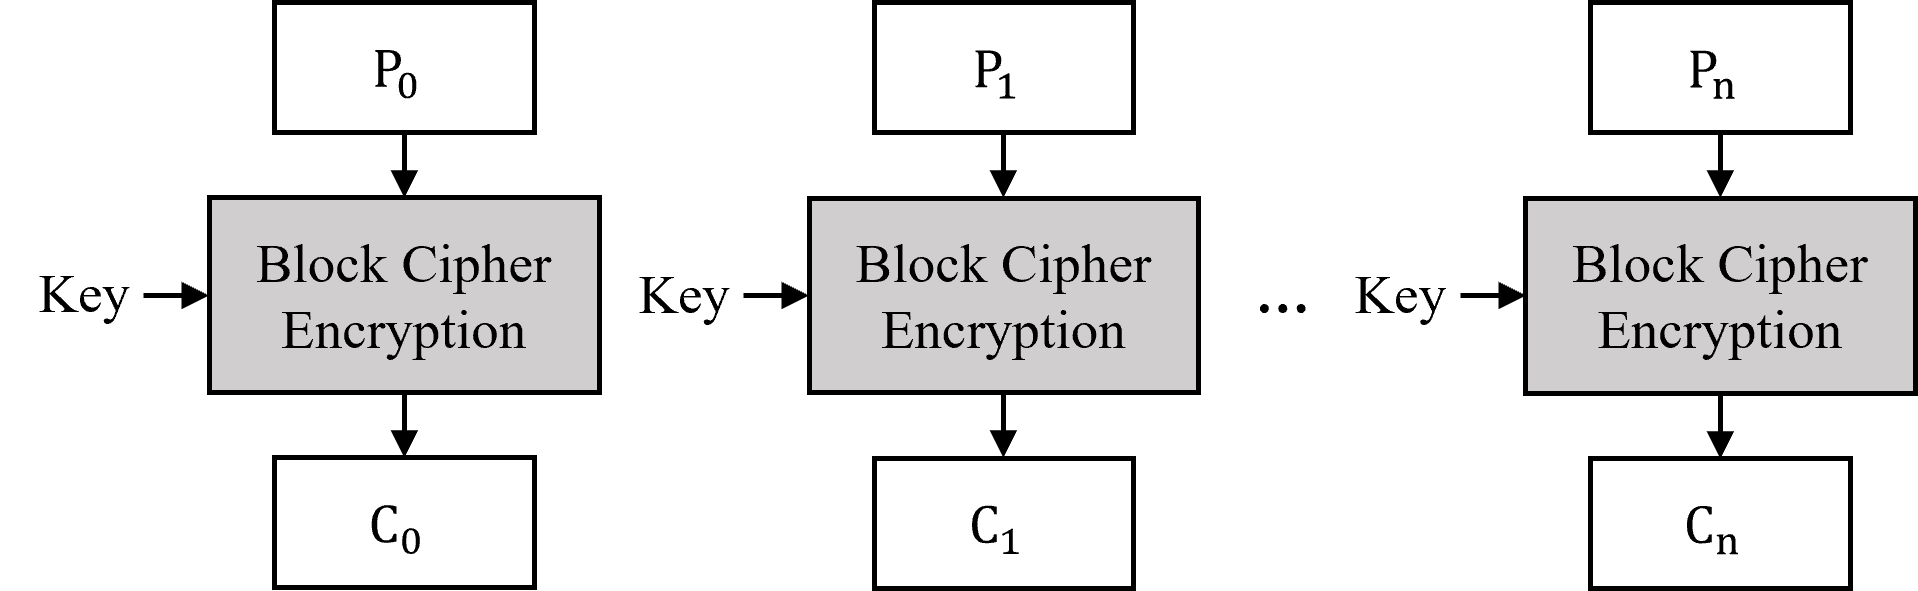 P₀
P₁
Pₙ
Key
Block Cipher
Encryption
Key
Block Cipher
Encryption
...
Key
Block Cipher
Encryption
C₀
C₁
Cₙ